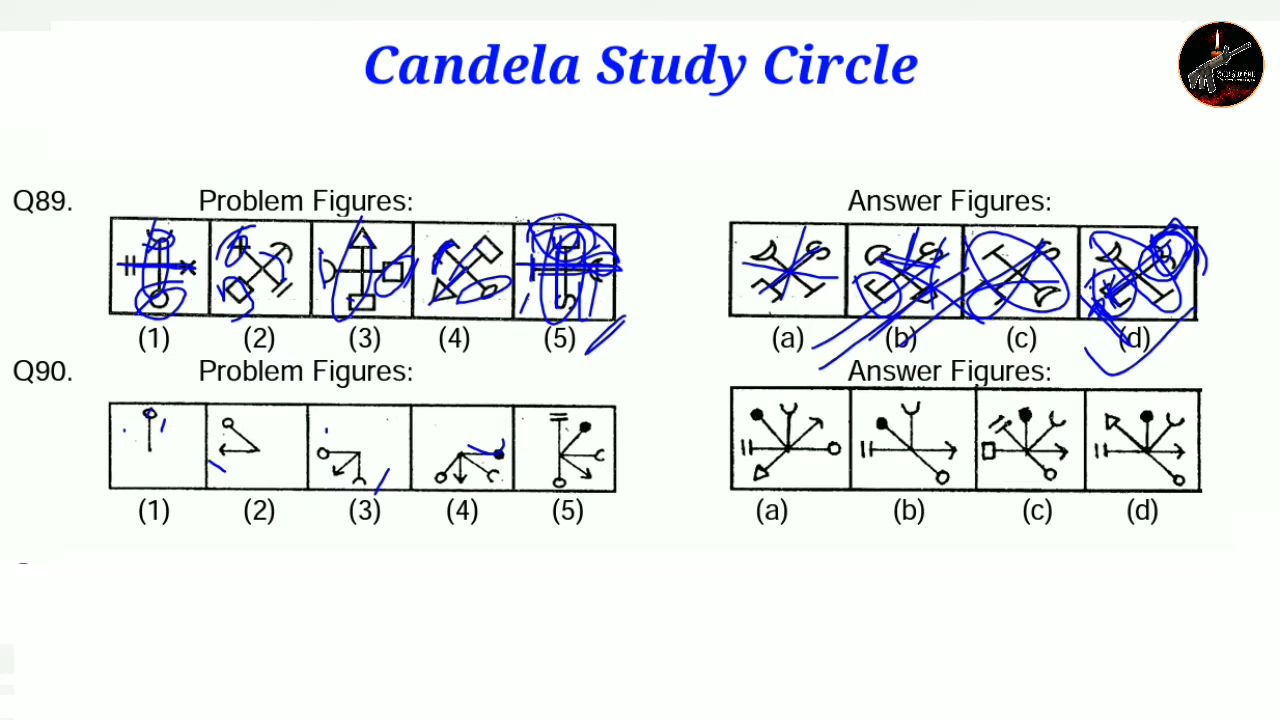 Candela Study Circle
Q89. Problem Figures: Answer Figures:
(1) (2) (3) (4) (5) (a) (b) (c) (d)
Q90. Problem Figures: Answer Figures:
(1) (2) (3) (4) (5) (a) (b) (c) (d)